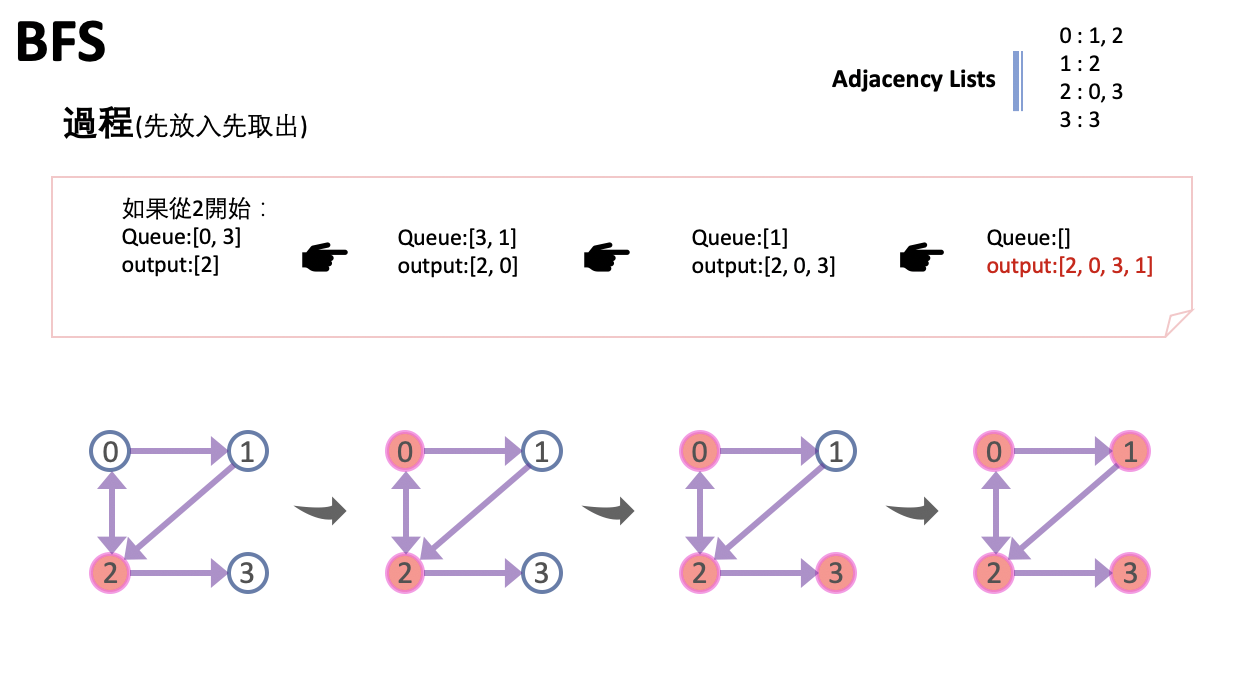 BFS
Adjacency Lists
0 : 1, 2
1 : 2
2 : 0, 3
3 : 3
過程(先放入先取出)
如果從2開始：
Queue:[0, 3]
output:[2]
Queue:[3, 1]
output:[2, 0]
Queue:[1]
output:[2, 0, 3]
Queue:[]
output:[2, 0, 3, 1]
0 1
2 3
0 1
2 3
0 1
2 3
0 1
2 3